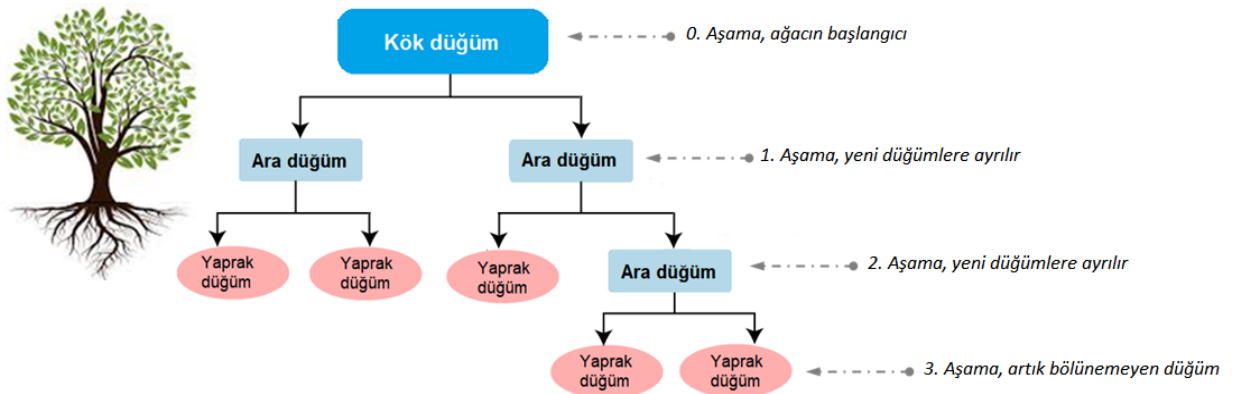 Kök düğüm
0. Aşama, ağacın başlangıcı
Ara düğüm
Ara düğüm
1. Aşama, yeni düğümlere ayrılır
Yaprak
düğüm
Yaprak
düğüm
Yaprak
düğüm
Ara düğüm
2. Aşama, yeni düğümlere ayrılır
Yaprak
düğüm
Yaprak
düğüm
3. Aşama, artık bölünemeyen düğüm